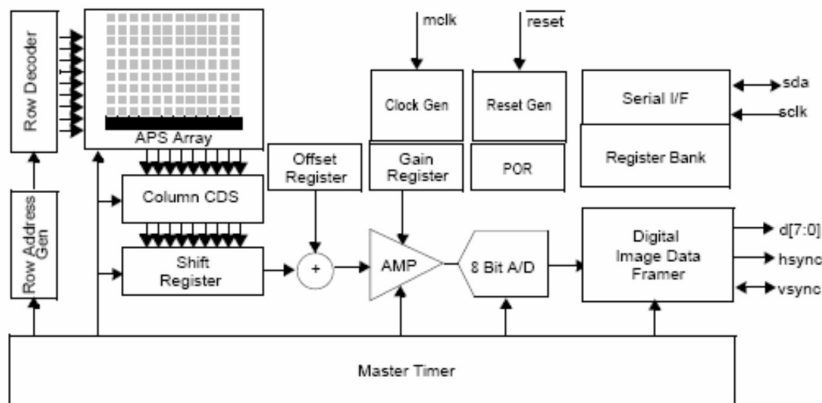 mclk
reset
Row Decoder
APS Array
Clock Gen
Reset Gen
Serial I/F
sda
sclk
Offset
Register
Gain
Register
POR
Register Bank
Row Address
Gen
Column CDS
Shift
Register
+
AMP
8 Bit A/D
Digital
Image Data
Framer
d[7:0]
hsync
vsync
Master Timer